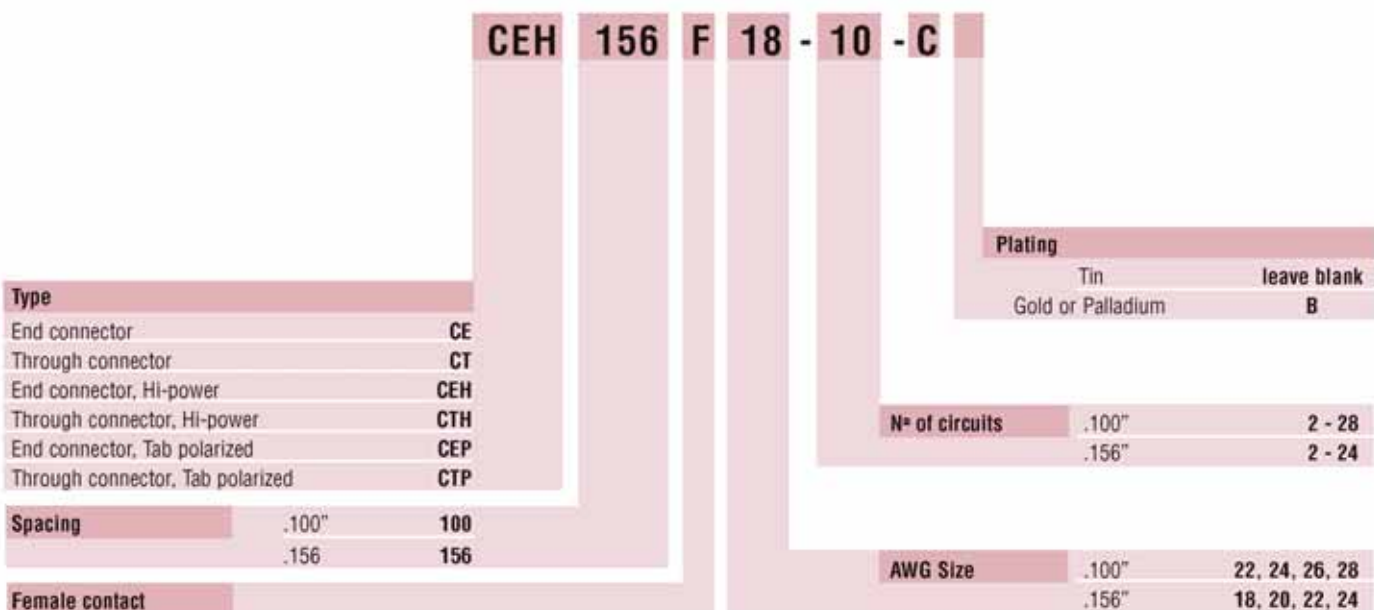 CEH 156 F 18 - 10 - C
Plating
Tin leave blank
Gold or Palladium B
Type
End connector CE
Through connector CT
End connector, Hi-power CEH
Through connector, Hi-power CTH
End connector, Tab polarized CEP
Through connector, Tab polarized CTP
Nº of circuits .100” 2 - 28
.156” 2 - 24
Spacing .100” 100
.156 156
AWG Size .100” 22, 24, 26, 28
.156” 18, 20, 22, 24
Female contact